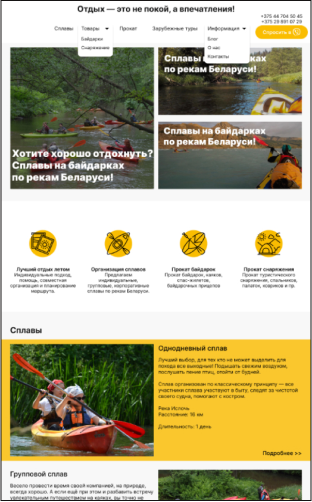 Отдых — это не покой, а впечатления!
+375 44 704 50 45
+375 29 891 07 29
Сплавы Товары Прокат Зарубежные туры Информация
Спросить в
Байдарки
Снаряжение
Блог
О нас
Контакты
Сплавы на байдарках
по рекам Беларуси!
Сплавы на байдарках
по рекам Беларуси!
Хотите хорошо отдохнуть?
Сплавы на байдарках
по рекам Беларуси!
Лучший отдых летом
Индивидуальный подход,
помощь, совместная
организация и планирование
маршрута.
Организация сплавов
Предлагаем
индивидуальные,
групповые, корпоративные
сплавы по рекам Беларуси.
Прокат байдарок
Прокат байдарок, каяков,
спас-жилетов,
байдарочных прицепов
Прокат снаряжения
Прокат туристического
снаряжения, спальников,
палаток, ковриков и пр.
Сплавы
Однодневный сплав
Лучший выбор, для тех кто не может выделить для
похода все выходные! Подышать свежим воздухом,
послушать пение птиц, отойти от будней.
Сплав организован по классическому принципу — все
участники сплава участвуют в быту, следят за чистотой
своего судна, помогают с костром
Река Ислочь
Расстояние: 16 км
Длительность: 1 день
Подробнее >>
Групповой сплав
Весело провести время своей компанией, на природе,
всегда хорошо. А если ещё при этом и разбавить встречу
увлекательным путешествием на каяках, вы точно не